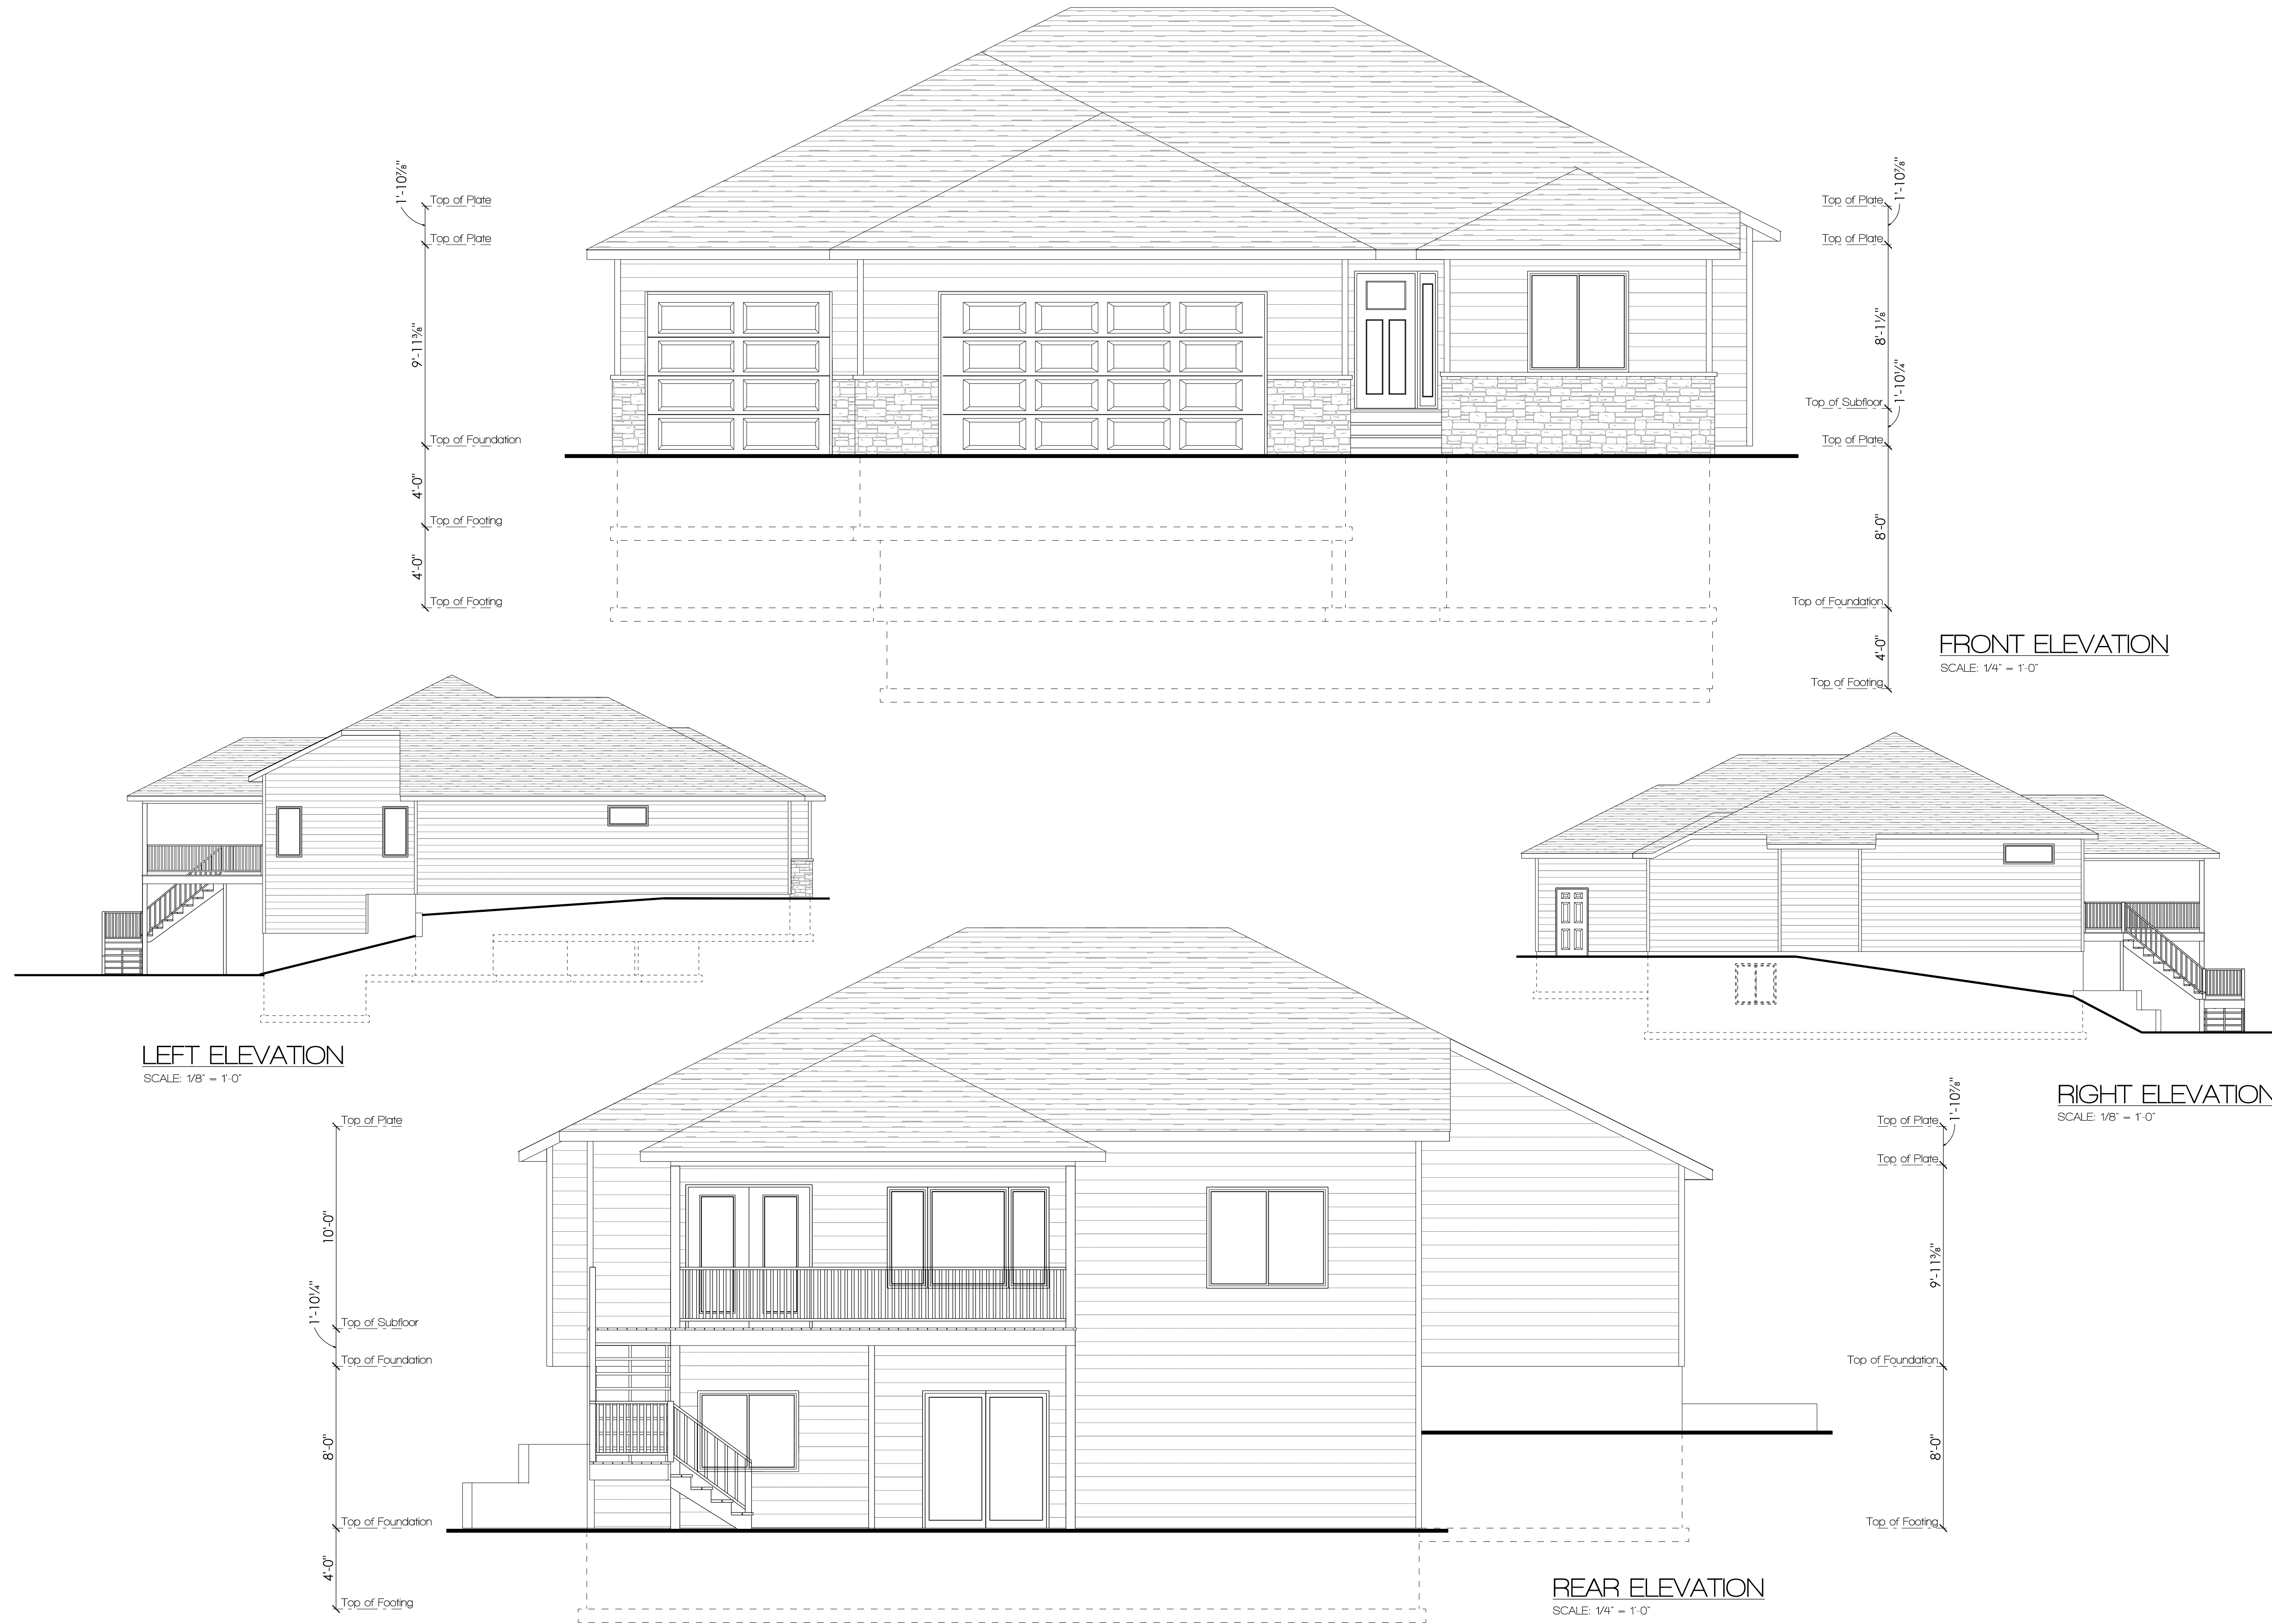 1'-10⅞"
Top of Plate
Top of Plate
9'-11⅜"
Top of Foundation
4'-0"
Top of Footing
4'-0"
Top of Footing
1'-10⅞"
Top of Plate
Top of Plate
8'-1⅛"
1'-10¼"
Top of Subfloor
Top of Plate
8'-0"
Top of Foundation
4'-0"
Top of Footing
FRONT ELEVATION
SCALE: 1/4" = 1'-0"
LEFT ELEVATION
SCALE: 1/8" = 1'-0"
RIGHT ELEVATION
SCALE: 1/8" = 1'-0"
Top of Plate
10'-0"
1'-10¼"
Top of Subfloor
Top of Foundation
8'-0"
Top of Foundation
4'-0"
Top of Footing
1'-10⅞"
Top of Plate
Top of Plate
9'-11⅜"
Top of Foundation
8'-0"
Top of Footing
REAR ELEVATION
SCALE: 1/4" = 1'-0"